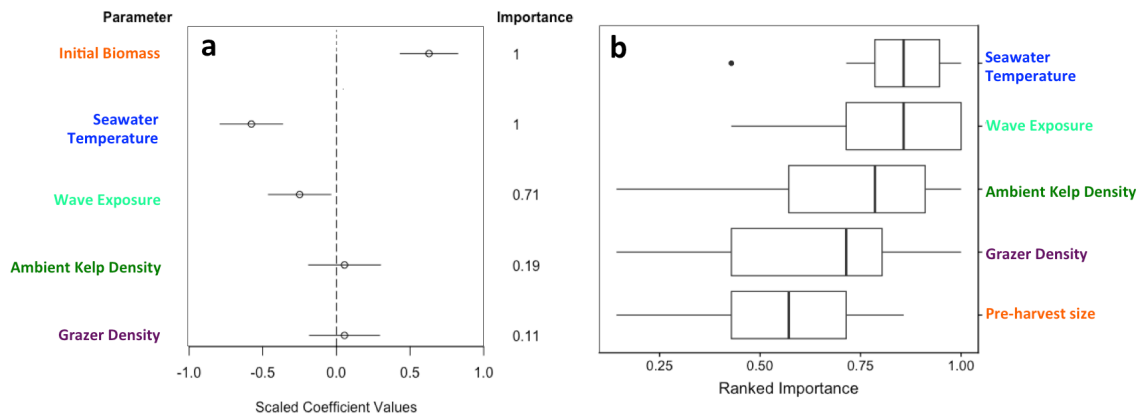 Parameter
Importance
a
Initial Biomass
1
Seawater
Temperature
1
Wave Exposure
0.71
Ambient Kelp Density
0.19
Grazer Density
0.11
-1.0 -0.5 0.0 0.5 1.0
Scaled Coefficient Values
b
Seawater
Temperature
Wave Exposure
Ambient Kelp Density
Grazer Density
Pre-harvest size
0.25 0.50 0.75 1.00
Ranked Importance